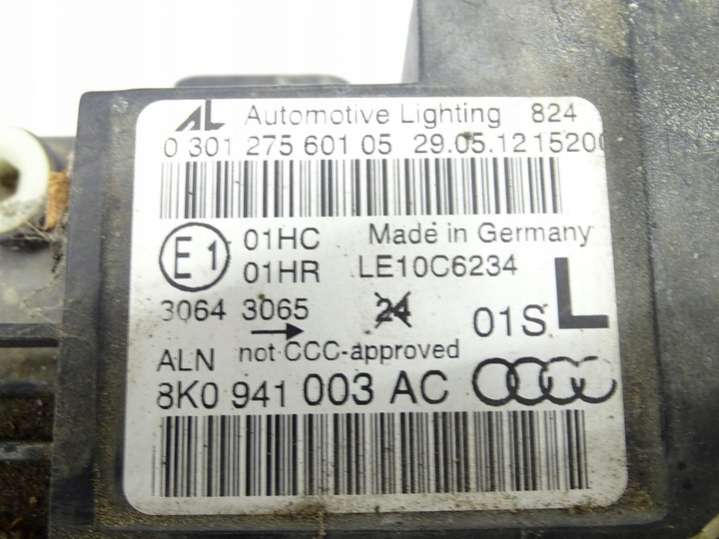 AL Automotive Lighting 824
0 301 275 601 05 29.05.12 1520
E1 01HC Made in Germany
01HR LE10C6234
3064 3065 24 01S L
ALN not CCC-approved
8K0 941 003 AC